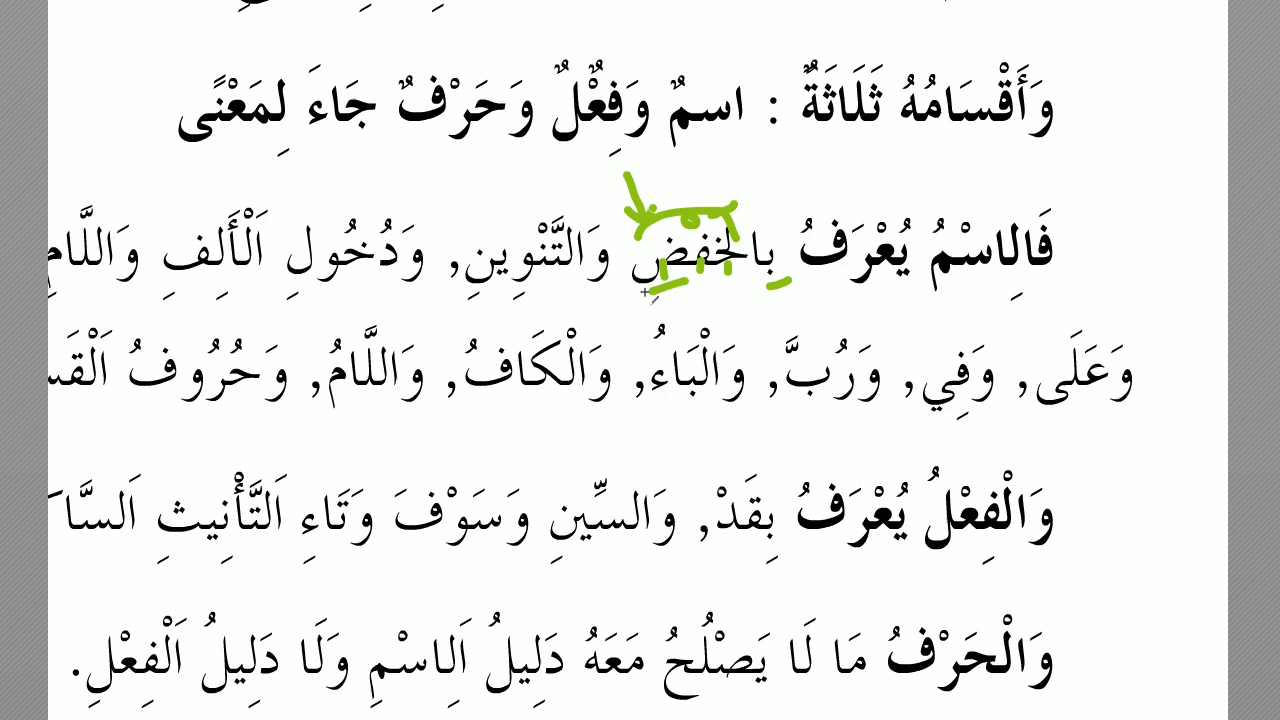 وَأَقْسَامُهُ ثَلَاثَةٌ : اسمٌ وَفِعْلٌ وَحَرْفٌ جَاءَ لِمَعْنًى
فَالِاسْمُ يُعْرَفُ بِالخفضِ وَالتَّنْوِينِ, وَدُخُولِ اَلْأَلِفِ وَاللَّامِ
وَعَلَى, وَفِي, وَرُبَّ, وَالْبَاءُ, وَالْكَافُ, وَاللَّامُ, وَحُرُوفُ
وَالْفِعْلُ يُعْرَفُ بِقَدْ, وَالسِّينِ وَسَوْفَ وَتَاءِ اَلتَّأْنِيثِ
وَالْحَرْفُ مَا لَا يَصْلُحُ مَعَهُ دَلِيلُ اَلِاسْمِ وَلَا دَلِيلُ اَلْفِعْلِ.